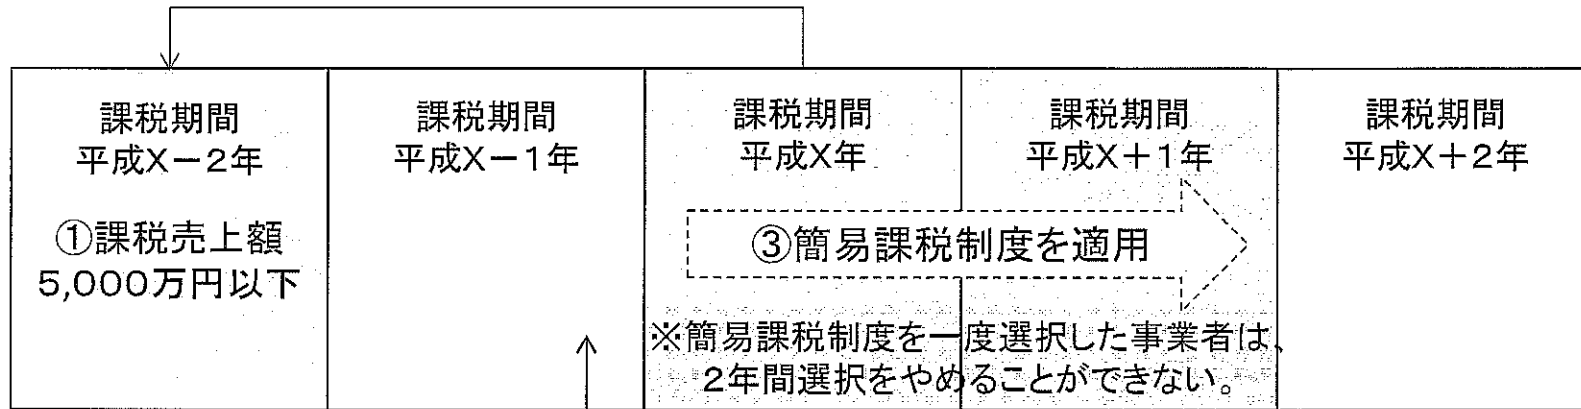 課税期間
平成X-2年
①課税売上額
5,000万円以下
課税期間
平成X-1年
課税期間
平成X年
課税期間
平成X+1年
③簡易課税制度を適用
※簡易課税制度を一度選択した事業者は、
2年間選択をやめることができない。
課税期間
平成X+2年